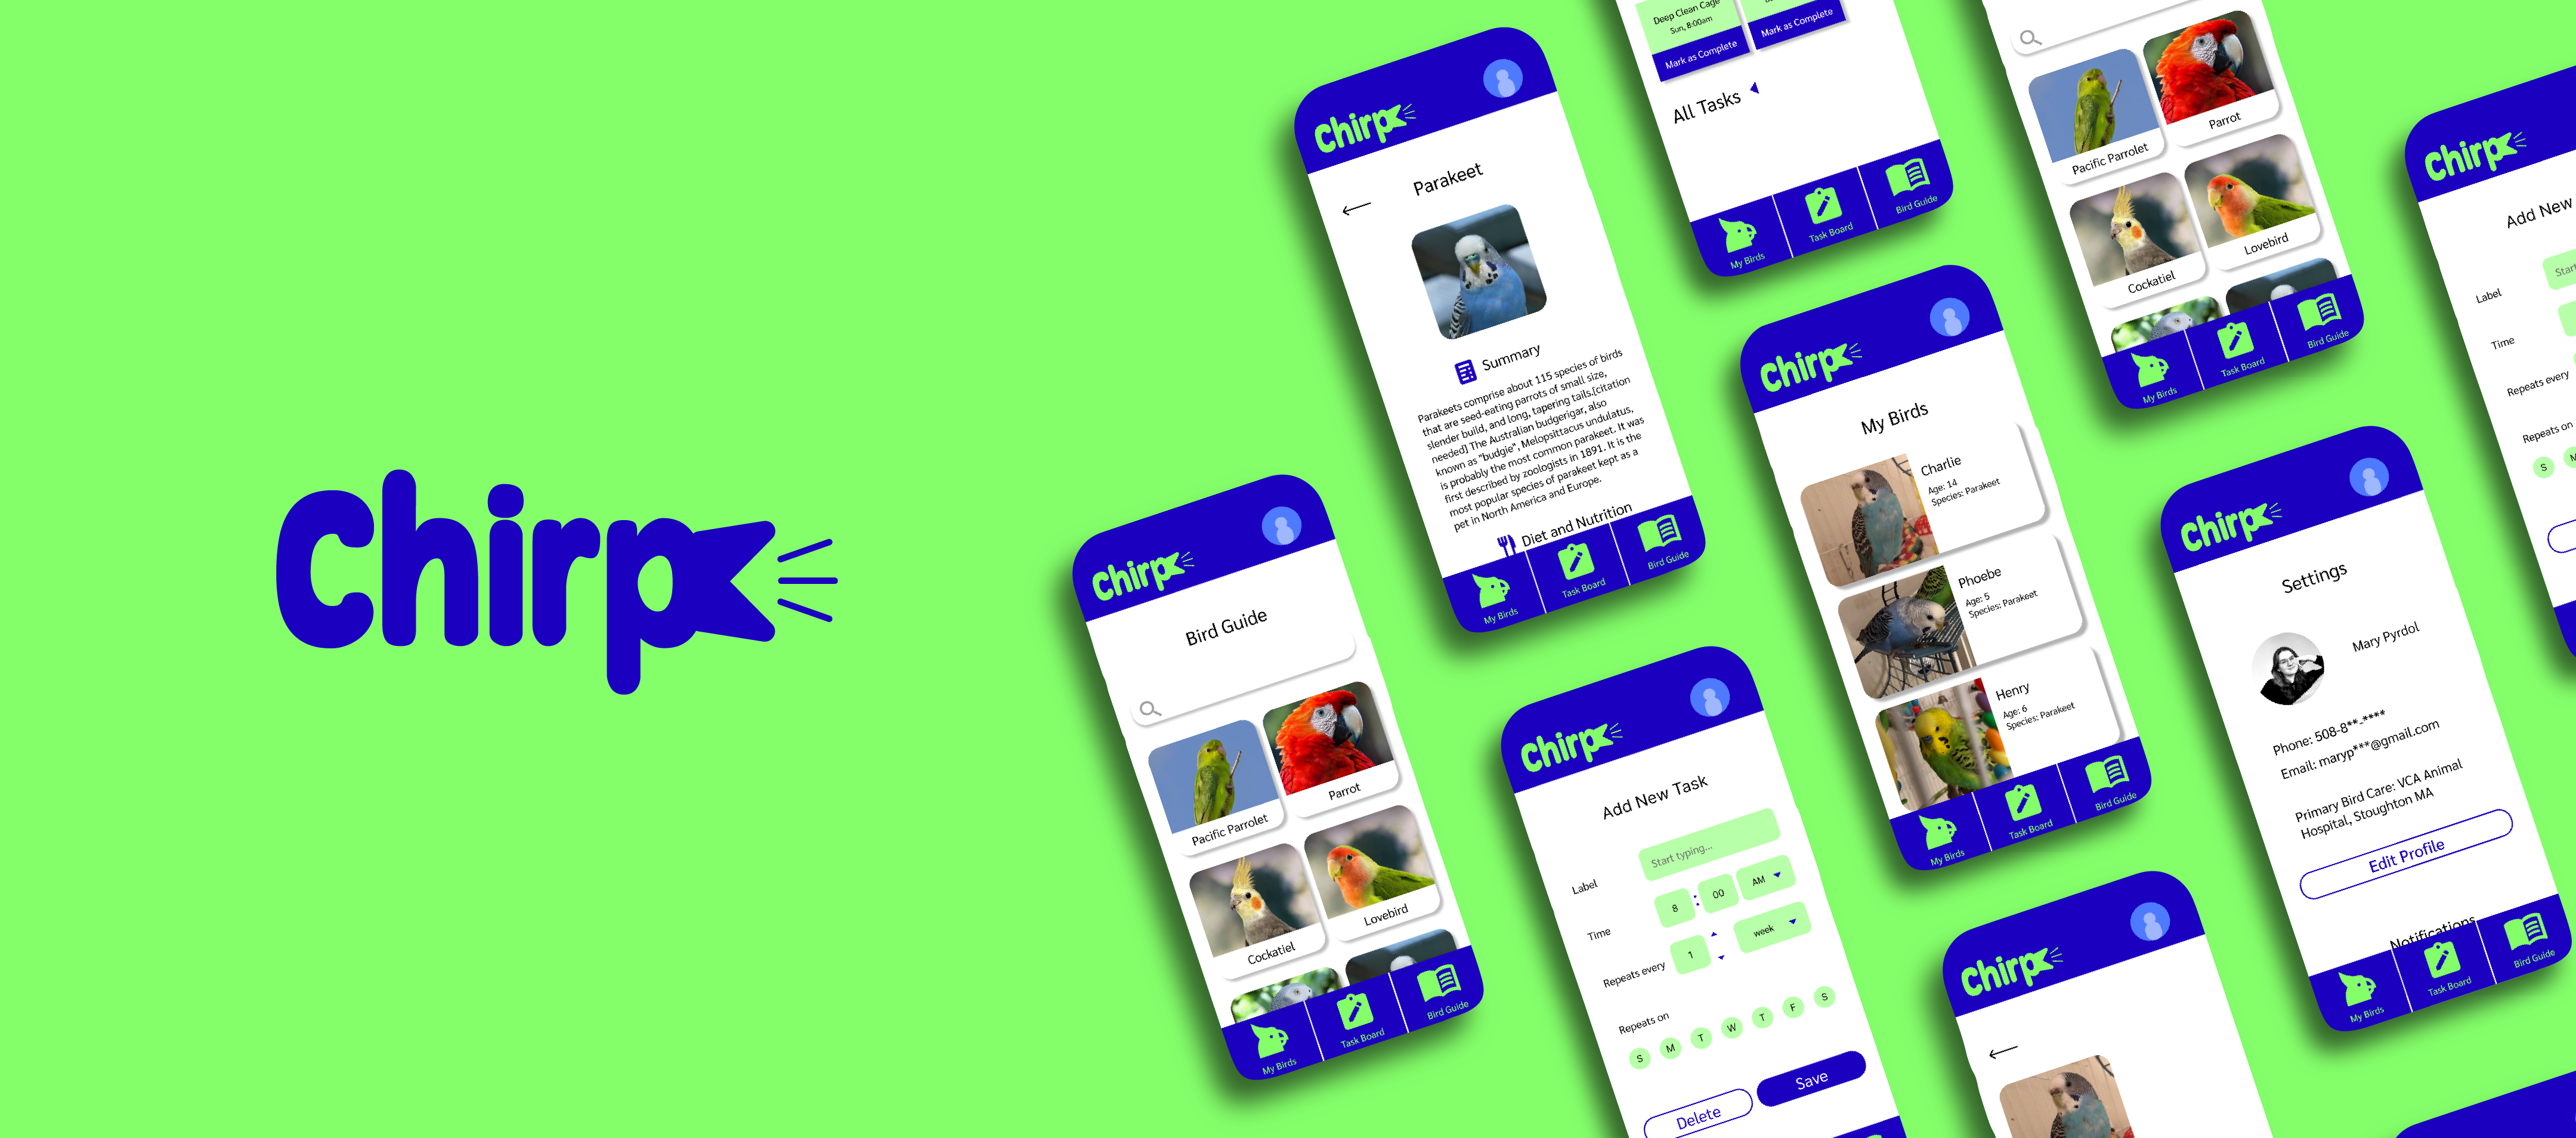 Chirp
Chirp
Bird Guide
Pacific Parrolet
Parrot
Cockatiel
Lovebird
My Birds
Task Board
Bird Guide
Chirp
Parakeet
Summary
Parakeets comprise about 115 species of birds
that are seed-eating parrots of small size,
slender build, and long, tapering tails.[citation
needed] The Australian budgerigar, also
known as "budgie", Melopsittacus undulatus,
is probably the most common parakeet. It was
first described by zoologists in 1891. It is the
most popular species of parakeet kept as a
pet in North America and Europe.
Diet and Nutrition
My Birds
Task Board
Bird Guide
Deep Clean Cage
Sun, 8:00am
Mark as Complete
Mark as Complete
All Tasks
My Birds
Task Board
Bird Guide
Chirp
Add New Task
Label
Start typing...
Time
8 : 00 AM
Repeats every
1
week
Repeats on
S M T W T F S
Delete
Save
Chirp
My Birds
Charlie
Age: 14
Species: Parakeet
Phoebe
Age: 5
Species: Parakeet
Henry
Age: 6
Species: Parakeet
My Birds
Task Board
Bird Guide
Pacific Parrolet
Parrot
Cockatiel
Lovebird
My Birds
Task Board
Bird Guide
Chirp
Chirp
Settings
Mary Pyrdol
Phone: 508-8**-****
Email: maryp***@gmail.com
Primary Bird Care: VCA Animal
Hospital, Stoughton MA
Edit Profile
Notifications
My Birds
Task Board
Bird Guide
Chirp
Add New
Label
Start
Time
Repeats every
Repeats on
S